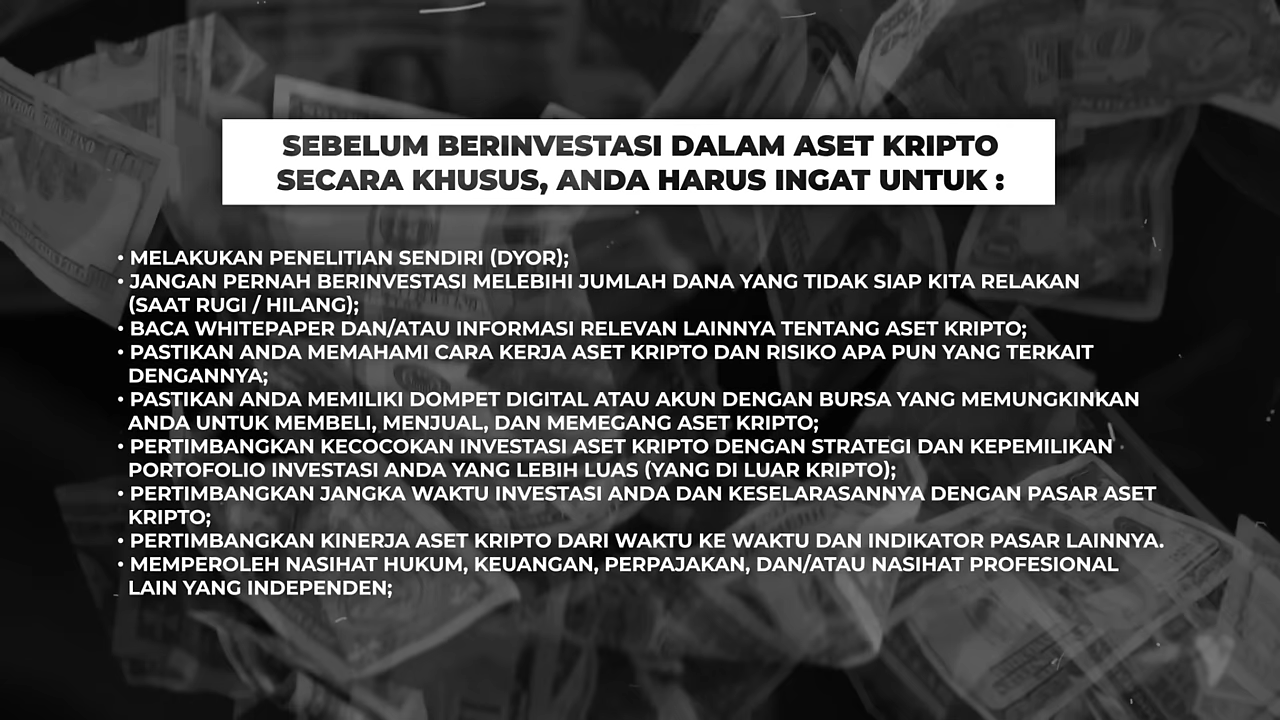 SEBELUM BERINVESTASI DALAM ASET KRIPTO
SECARA KHUSUS, ANDA HARUS INGAT UNTUK :
• MELAKUKAN PENELITIAN SENDIRI (DYOR);
• JANGAN PERNAH BERINVESTASI MELEBIHI JUMLAH DANA YANG TIDAK SIAP KITA RELAKAN
(SAAT RUGI / HILANG);
• BACA WHITEPAPER DAN/ATAU INFORMASI RELEVAN LAINNYA TENTANG ASET KRIPTO;
• PASTIKAN ANDA MEMAHAMI CARA KERJA ASET KRIPTO DAN RISIKO APA PUN YANG TERKAIT
DENGANNYA;
• PASTIKAN ANDA MEMILIKI DOMPET DIGITAL ATAU AKUN DENGAN BURSA YANG MEMUNGKINKAN
ANDA UNTUK MEMBELI, MENJUAL, DAN MEMEGANG ASET KRIPTO;
• PERTIMBANGKAN KECOCOKAN INVESTASI ASET KRIPTO DENGAN STRATEGI DAN KEPEMILIKAN
PORTOFOLIO INVESTASI ANDA YANG LEBIH LUAS (YANG DI LUAR KRIPTO);
• PERTIMBANGKAN JANGKA WAKTU INVESTASI ANDA DAN KESELARASANNYA DENGAN PASAR ASET
KRIPTO;
• PERTIMBANGKAN KINERJA ASET KRIPTO DARI WAKTU KE WAKTU DAN INDIKATOR PASAR LAINNYA.
• MEMPEROLEH NASIHAT HUKUM, KEUANGAN, PERPAJAKAN, DAN/ATAU NASIHAT PROFESIONAL
LAIN YANG INDEPENDEN;